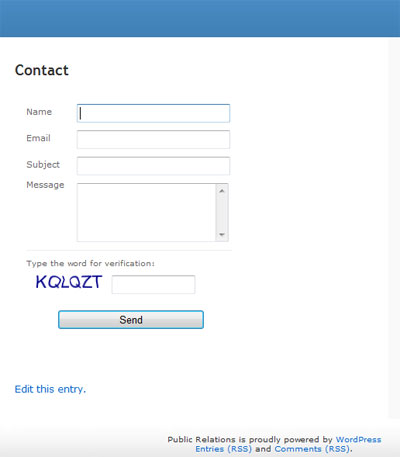 Contact
Name
Email
Subject
Message
Type the word for verification:
KQLQZT
Send
Edit this entry.
Public Relations is proudly powered by WordPress
Entries (RSS) and Comments (RSS).